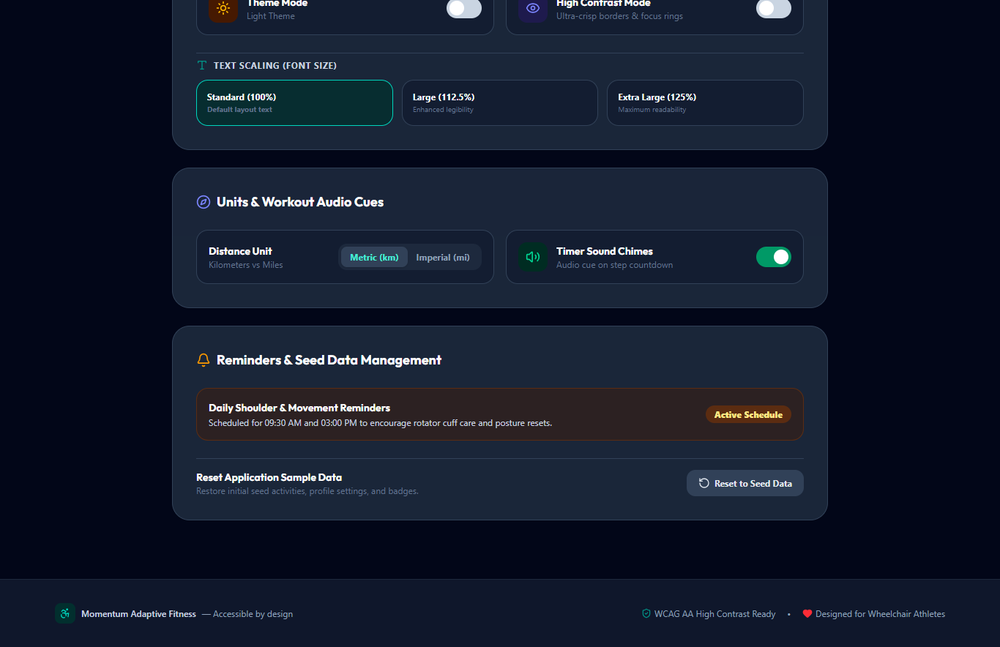 Theme Mode
Light Theme
High Contrast Mode
Ultra-crisp borders & focus rings
TEXT SCALING (FONT SIZE)
Standard (100%)
Default layout text
Large (112.5%)
Enhanced legibility
Extra Large (125%)
Maximum readability
Units & Workout Audio Cues
Distance Unit
Kilometers vs Miles
Metric (km)
Imperial (mi)
Timer Sound Chimes
Audio cue on step countdown
Reminders & Seed Data Management
Daily Shoulder & Movement Reminders
Scheduled for 09:30 AM and 03:00 PM to encourage rotator cuff care and posture resets.
Active Schedule
Reset Application Sample Data
Restore initial seed activities, profile settings, and badges.
Reset to Seed Data
Momentum Adaptive Fitness — Accessible by design
WCAG AA High Contrast Ready • Designed for Wheelchair Athletes